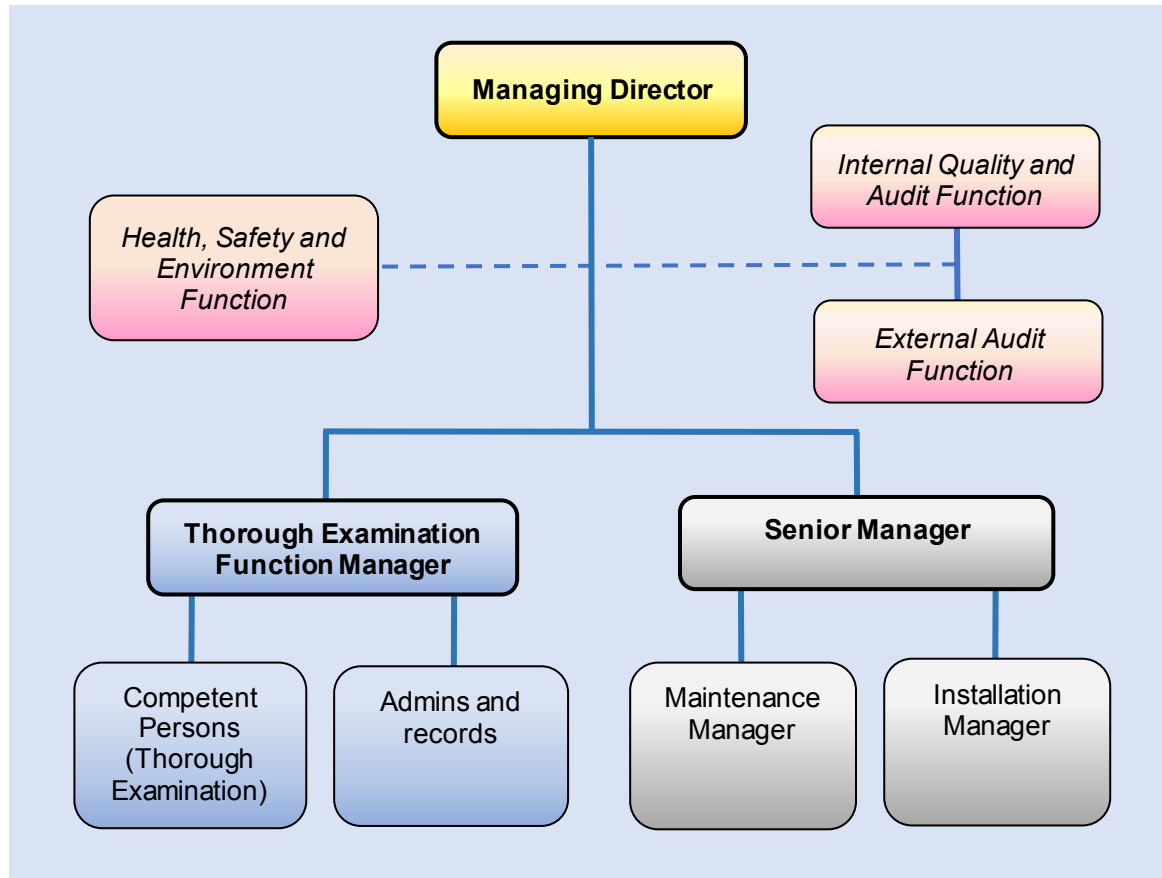 Managing Director
Internal Quality and
Audit Function
Health, Safety and
Environment
Function
External Audit
Function
Thorough Examination
Function Manager
Senior Manager
Competent
Persons
(Thorough
Examination)
Admins and
records
Maintenance
Manager
Installation
Manager